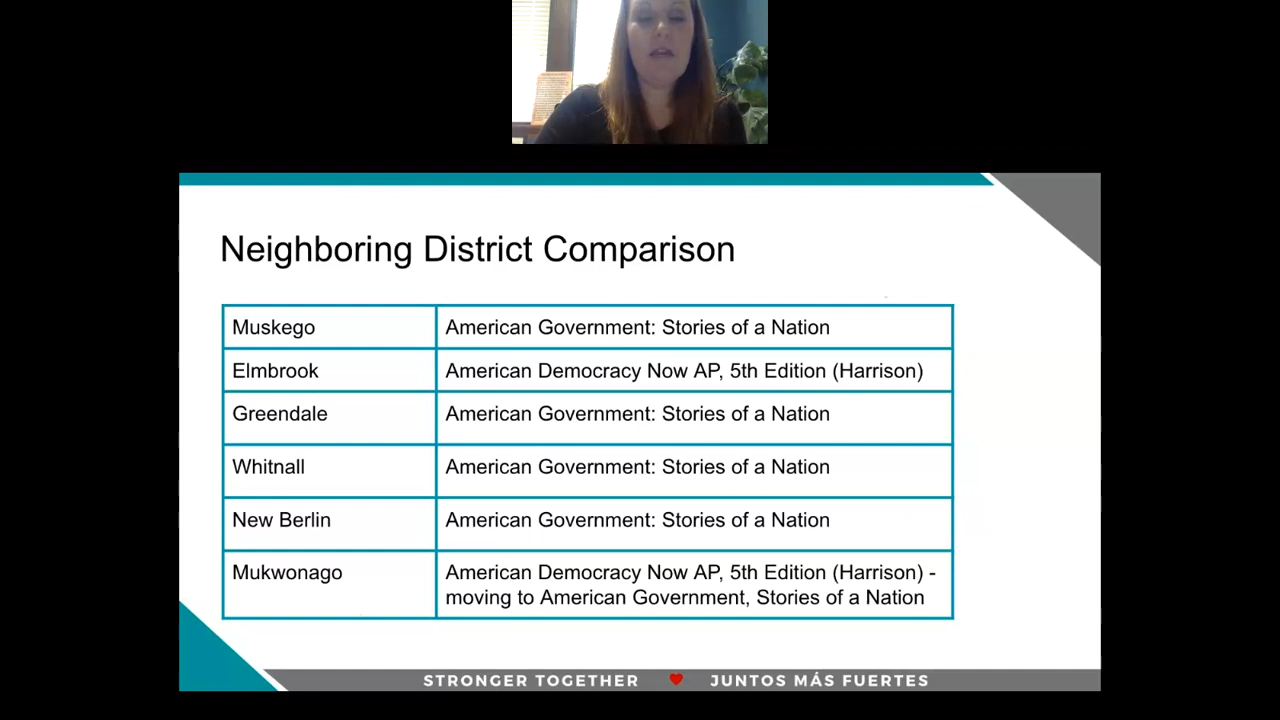 Neighboring District Comparison
Muskego American Government: Stories of a Nation
Elmbrook American Democracy Now AP, 5th Edition (Harrison)
Greendale American Government: Stories of a Nation
Whitnall American Government: Stories of a Nation
New Berlin American Government: Stories of a Nation
Mukwonago American Democracy Now AP, 5th Edition (Harrison) -
moving to American Government, Stories of a Nation
STRONGER TOGETHER ♥ JUNTOS MÁS FUERTES